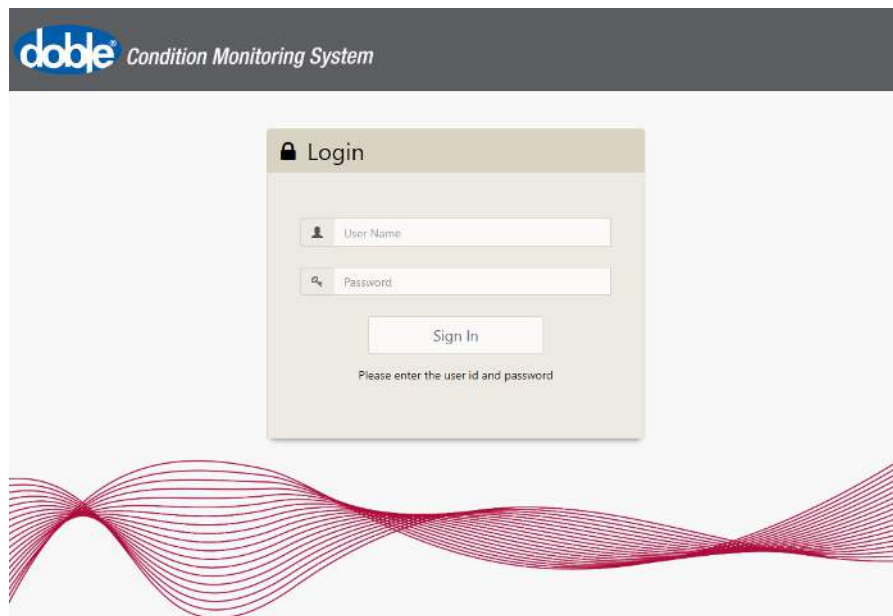 doble® Condition Monitoring System
Login
User Name
Password
Sign In
Please enter the user id and password